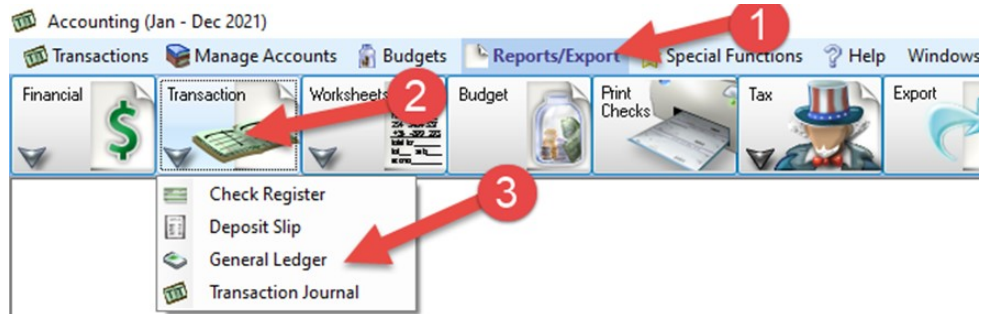 Accounting (Jan - Dec 2021)
1
Transactions Manage Accounts Budgets Reports/Export Special Functions Help Windows
Financial Transaction Worksheets Budget Print Checks Tax Export
2
Check Register
3
Deposit Slip
General Ledger
Transaction Journal